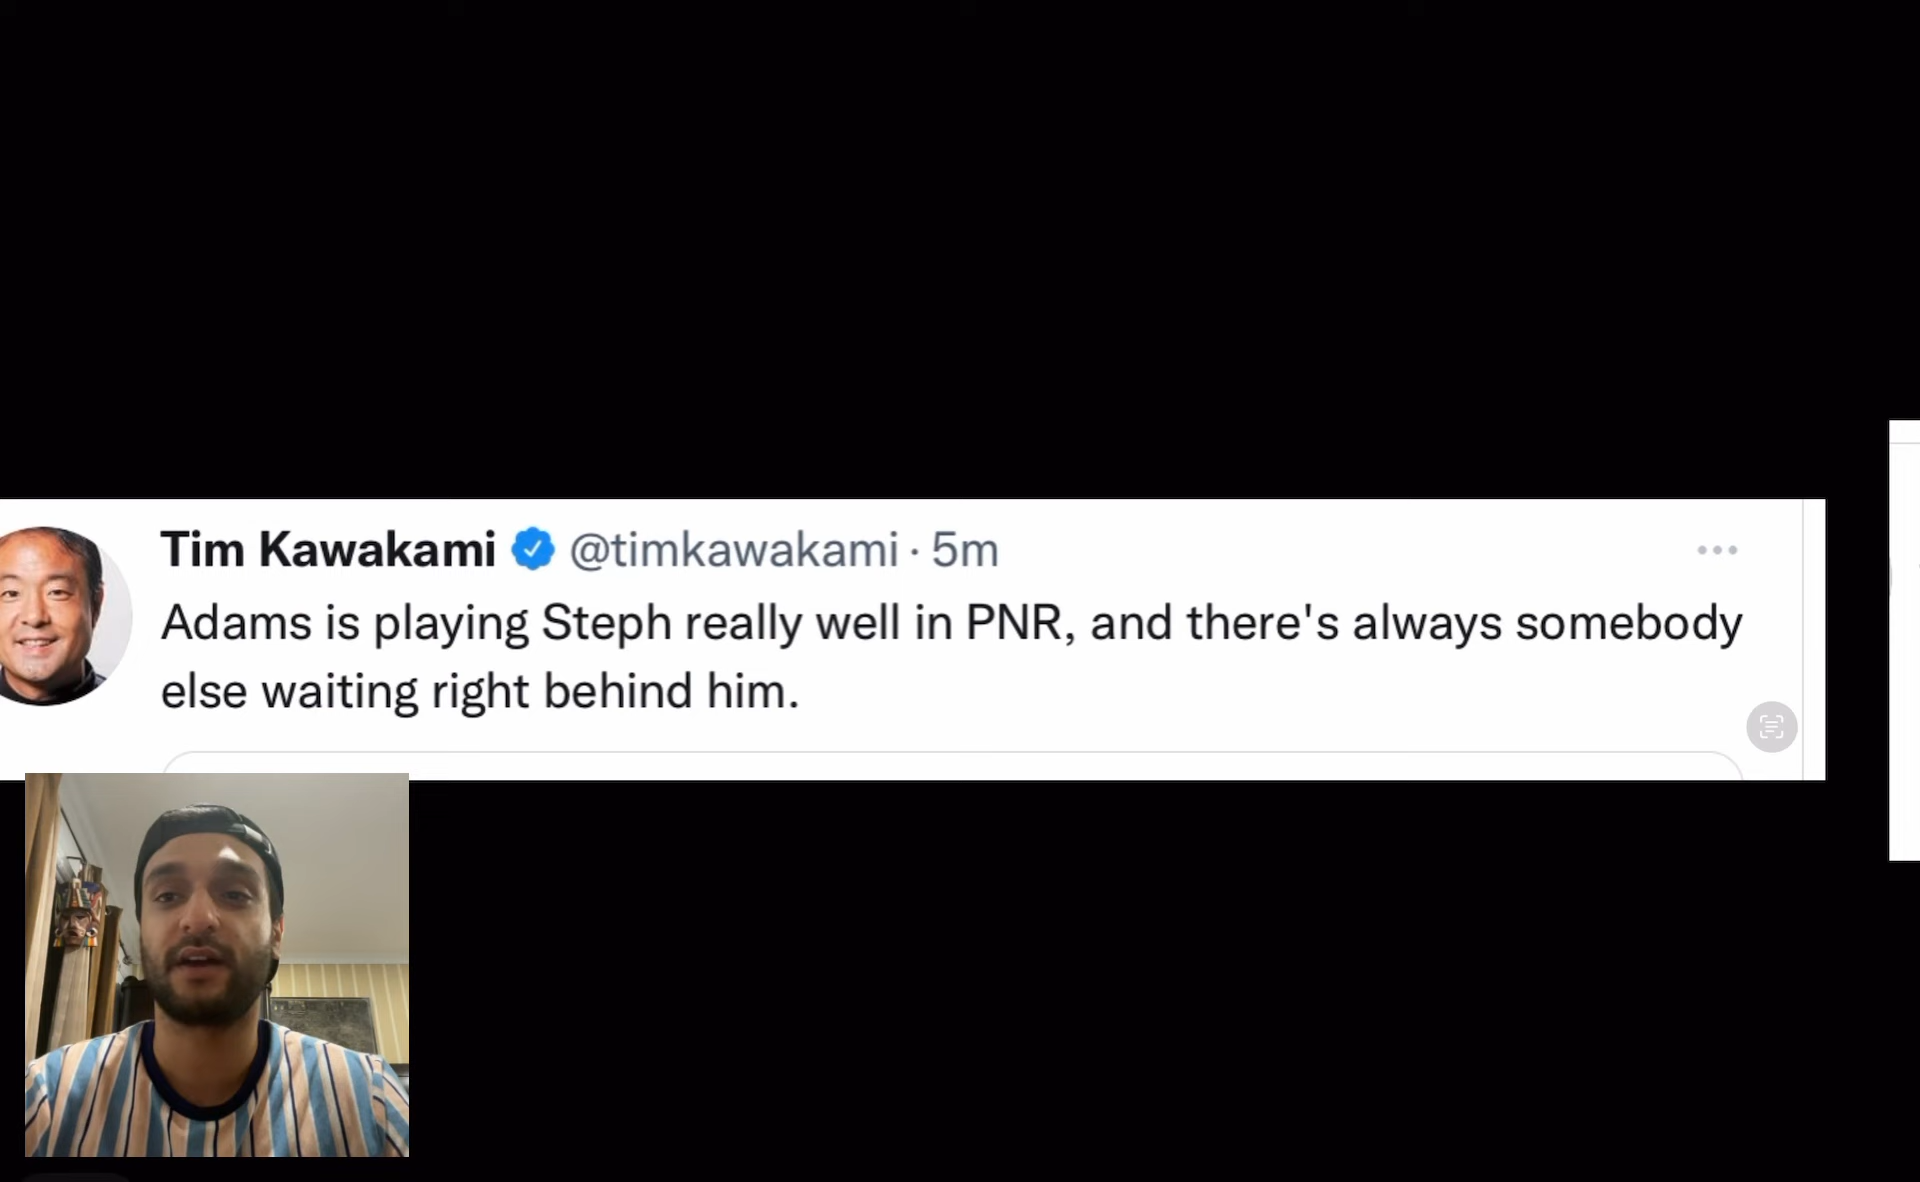 Tim Kawakami @timkawakami · 5m
Adams is playing Steph really well in PNR, and there's always somebody
else waiting right behind him.